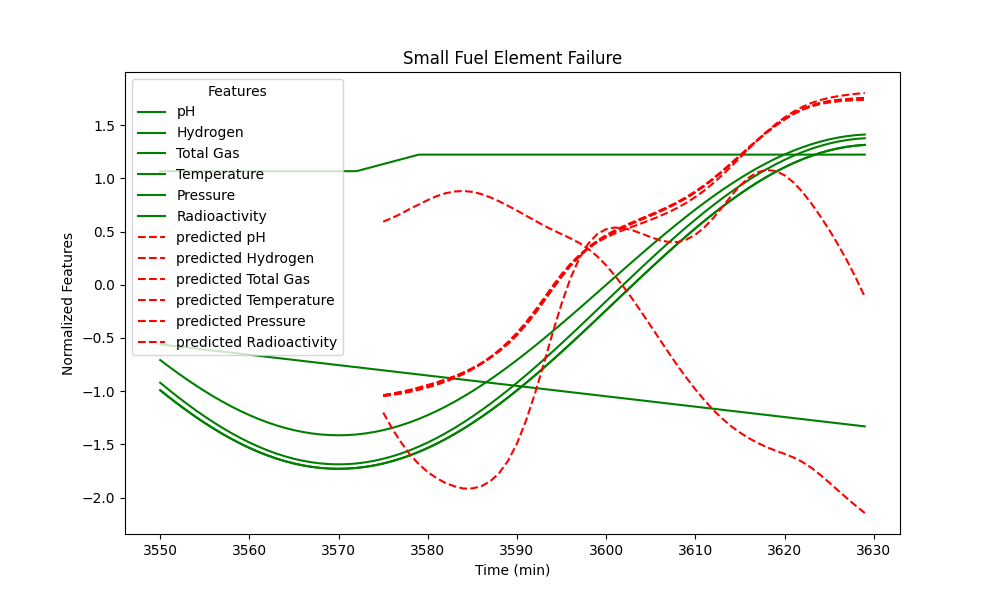 Small Fuel Element Failure
Features
pH
Hydrogen
Total Gas
Temperature
Pressure
Radioactivity
predicted pH
predicted Hydrogen
predicted Total Gas
predicted Temperature
predicted Pressure
predicted Radioactivity
Normalized Features
1.5
1.0
0.5
0.0
−0.5
−1.0
−1.5
−2.0
3550 3560 3570 3580 3590 3600 3610 3620 3630
Time (min)